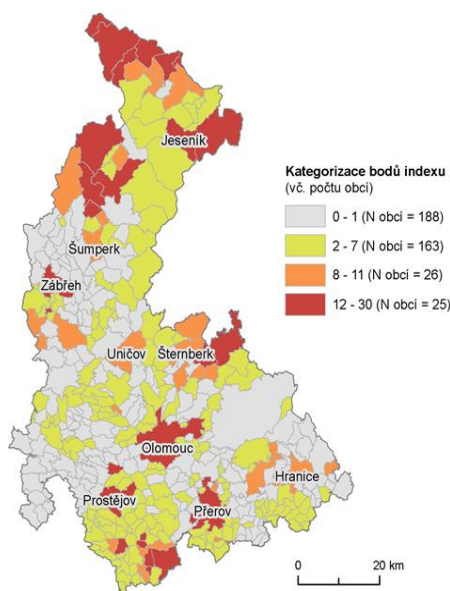 Jeseník
Kategorizace bodů indexu
(vč. počtu obcí)
0 - 1 (N obcí = 188)
2 - 7 (N obcí = 163)
8 - 11 (N obcí = 26)
12 - 30 (N obcí = 25)
Šumperk
Zábřeh
Uničov
Šternberk
Olomouc
Hranice
Prostějov
Přerov
0
20 km